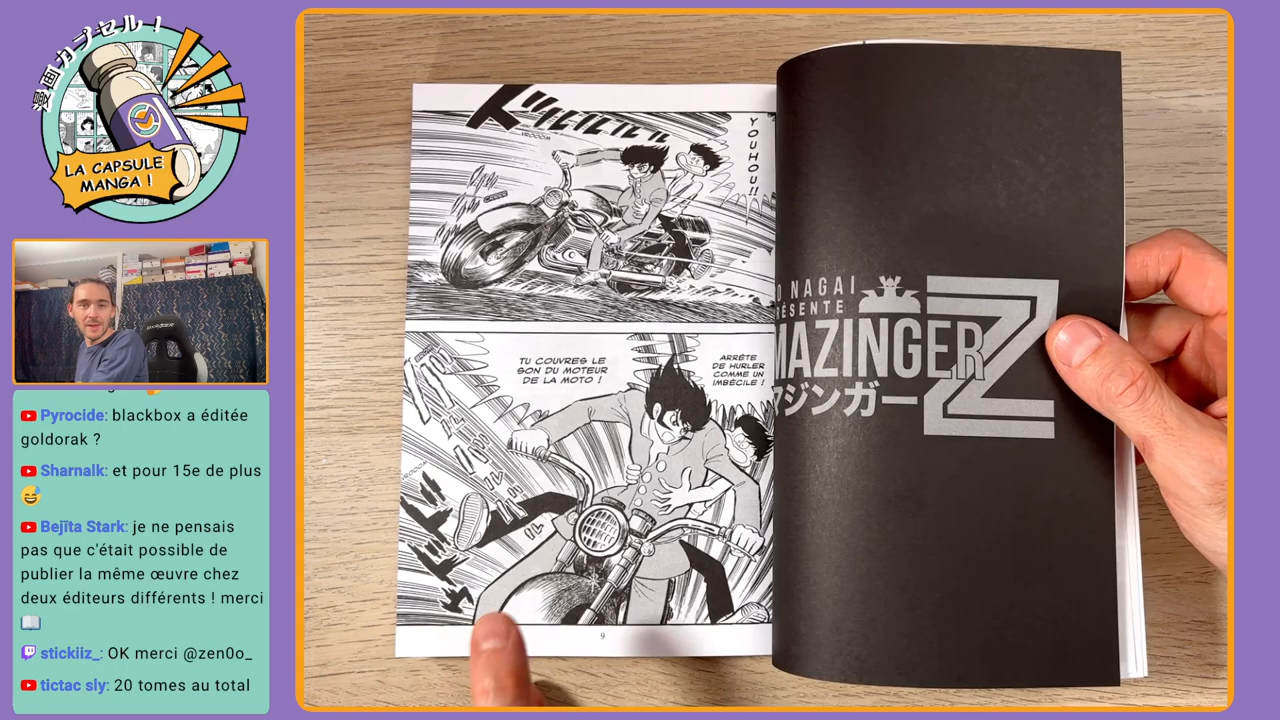 漫画カプセル！
LA CAPSULE
MANGA !
Pyrocide: blackbox a éditée
goldorak ?
Sharnalk: et pour 15e de plus
😅
Bejīta Stark: je ne pensais
pas que c'était possible de
publier la même œuvre chez
deux éditeurs différents ! merci
📖
stickiiz_: OK merci @zen0o_
tictac sly: 20 tomes au total
VROOOM
YOUHOU !!
TU COUVRES LE
SON DU MOTEUR
DE LA MOTO !
ARRÊTE
DE HURLER
COMME UN
IMBÉCILE !
9
O NAGAI
RÉSENTE
MAZINGER
Z
マジンガー